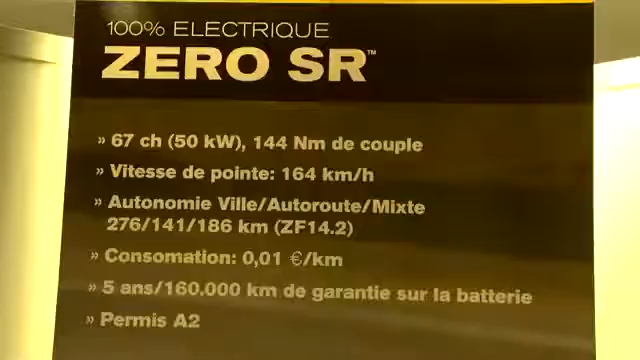 100% ELECTRIQUE
ZERO SR™
» 67 ch (50 kW), 144 Nm de couple
» Vitesse de pointe: 164 km/h
» Autonomie Ville/Autoroute/Mixte
276/141/186 km (ZF14.2)
» Consomation: 0,01 €/km
» 5 ans/160.000 km de garantie sur la batterie
» Permis A2